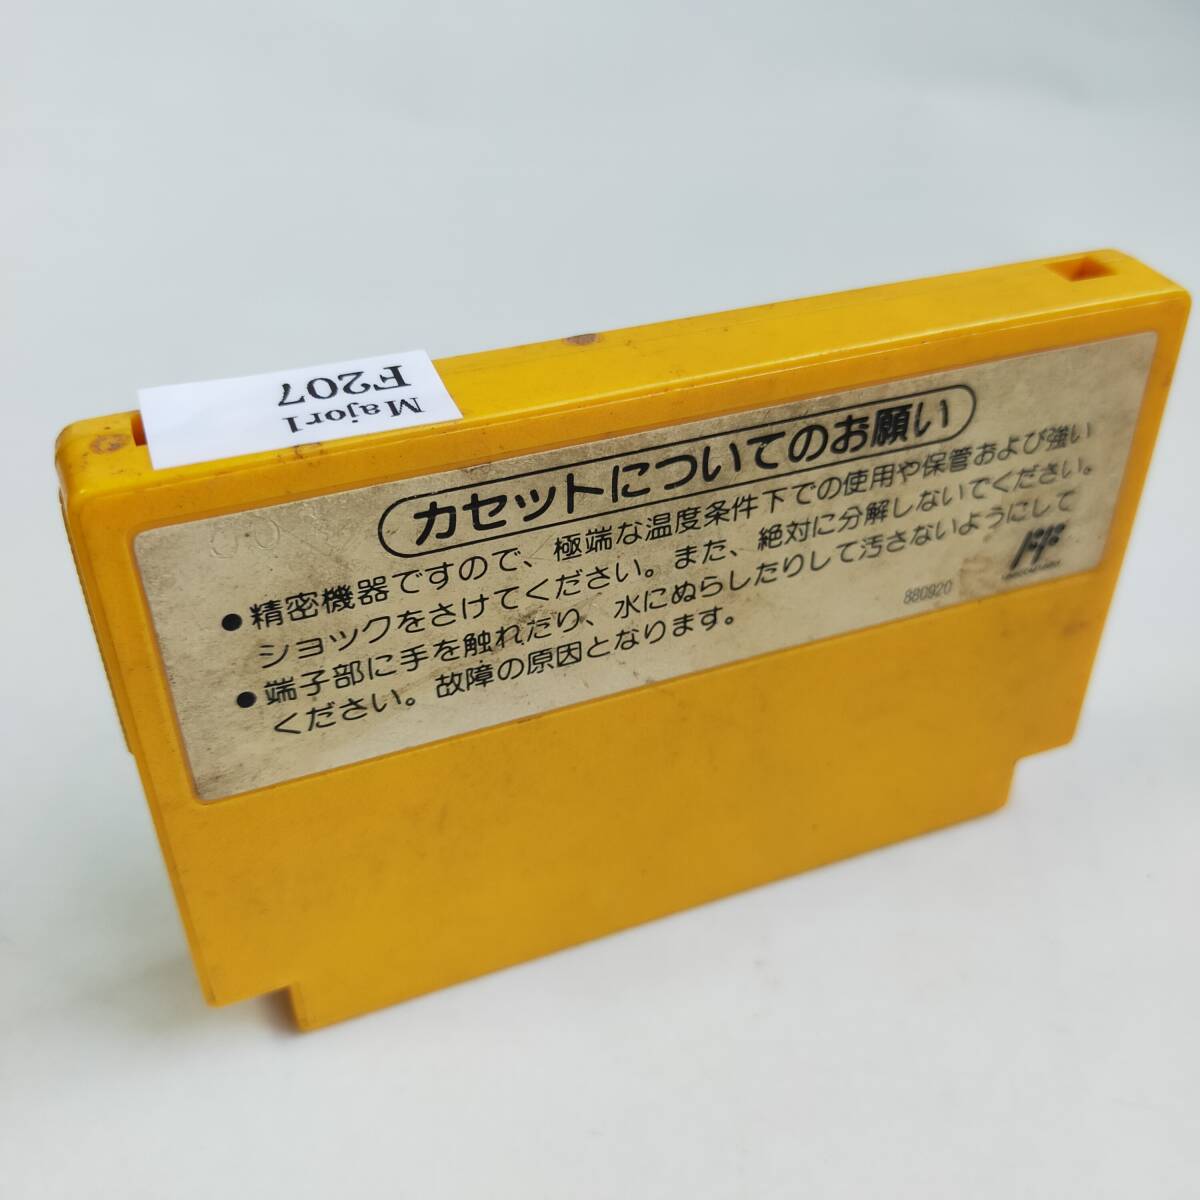 Major1
F207
カセットについてのお願い
●精密機器ですので、極端な温度条件下での使用や保管および強い
ショックをさけてください。また、絶対に分解しないでください。
●端子部に手を触れたり、水にぬらしたりして汚さないようにして
ください。故障の原因となります。
880920